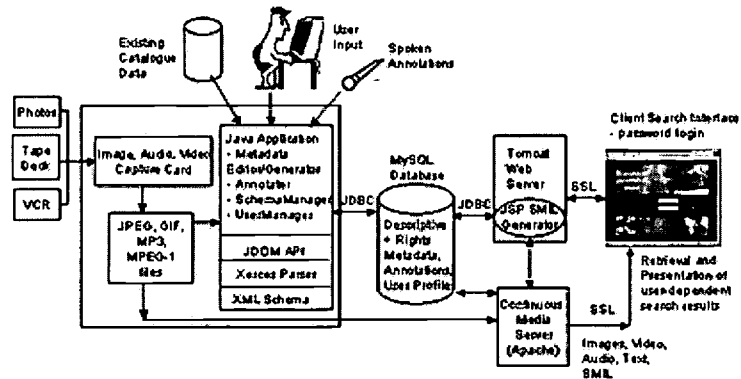 Existing
Catalogue
Data
User
Input
Spoken
Annotations
Photos
Tape
Deck
VCR
Image, Audio, Video
Capture Card
JPEG, GIF,
MP3,
MPEG-1
files
Java Application
- Metadata
Editor/Generator
- Annotater
- SchemaManager
- UserManager
JDOM API
Xerces Parser
XML Schema
JDBC
MySQL
Database
Descriptive
+ Rights
Metadata,
Annotations,
User Profiles
JDBC
Tomcat
Web
Server
JSP SMIL
Generator
Continuous
Media
Server
(Apache)
SSL
Client Search Interface
- password login
Retrieval and
Presentation of
user-dependent
search results
SSL
Images, Video,
Audio, Text,
SMIL